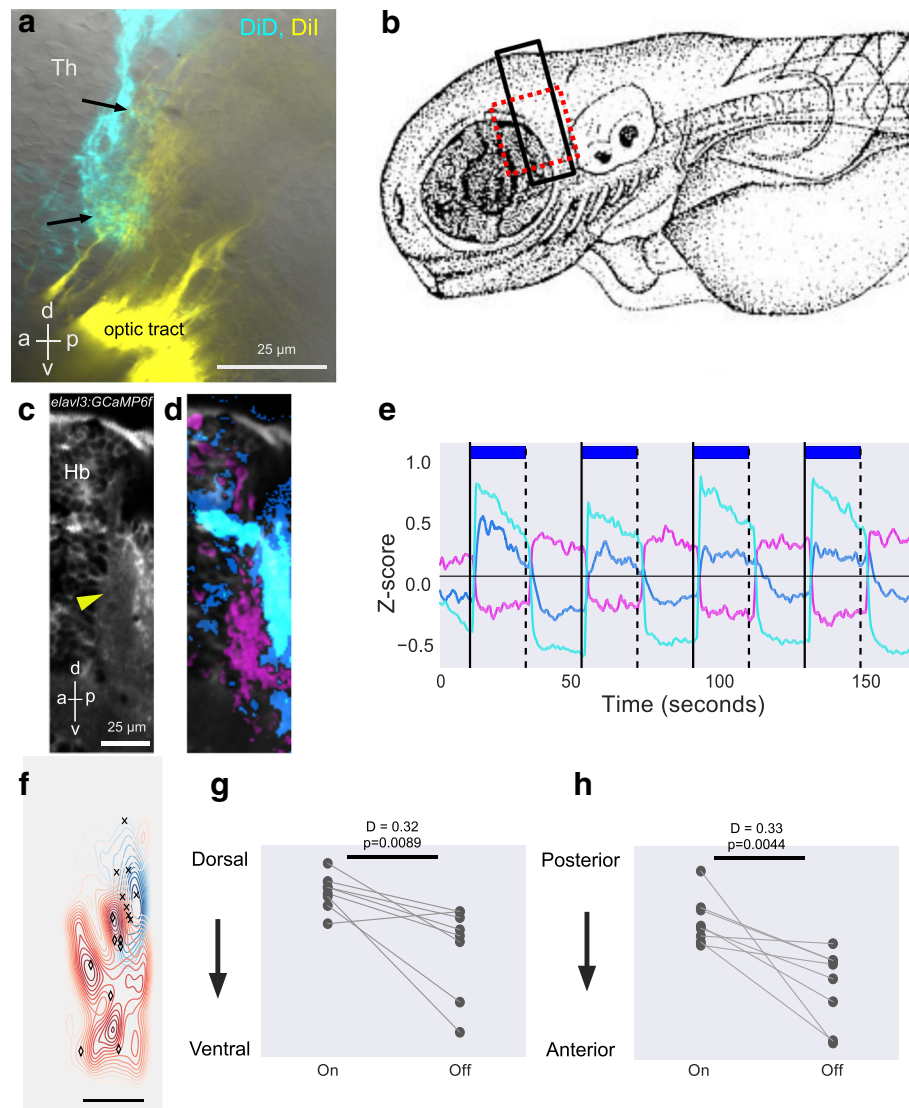 a
DiD, DiI
Th
optic tract
d
a
p
v
25 µm
b
c
elavl3:GCaMP6f
Hb
d
a
p
v
25 µm
d
e
1.0
0.5
0.0
−0.5
Z-score
0
50
100
150
Time (seconds)
f
g
D = 0.32
p=0.0089
Dorsal
Ventral
On
Off
h
D = 0.33
p=0.0044
Posterior
Anterior
On
Off